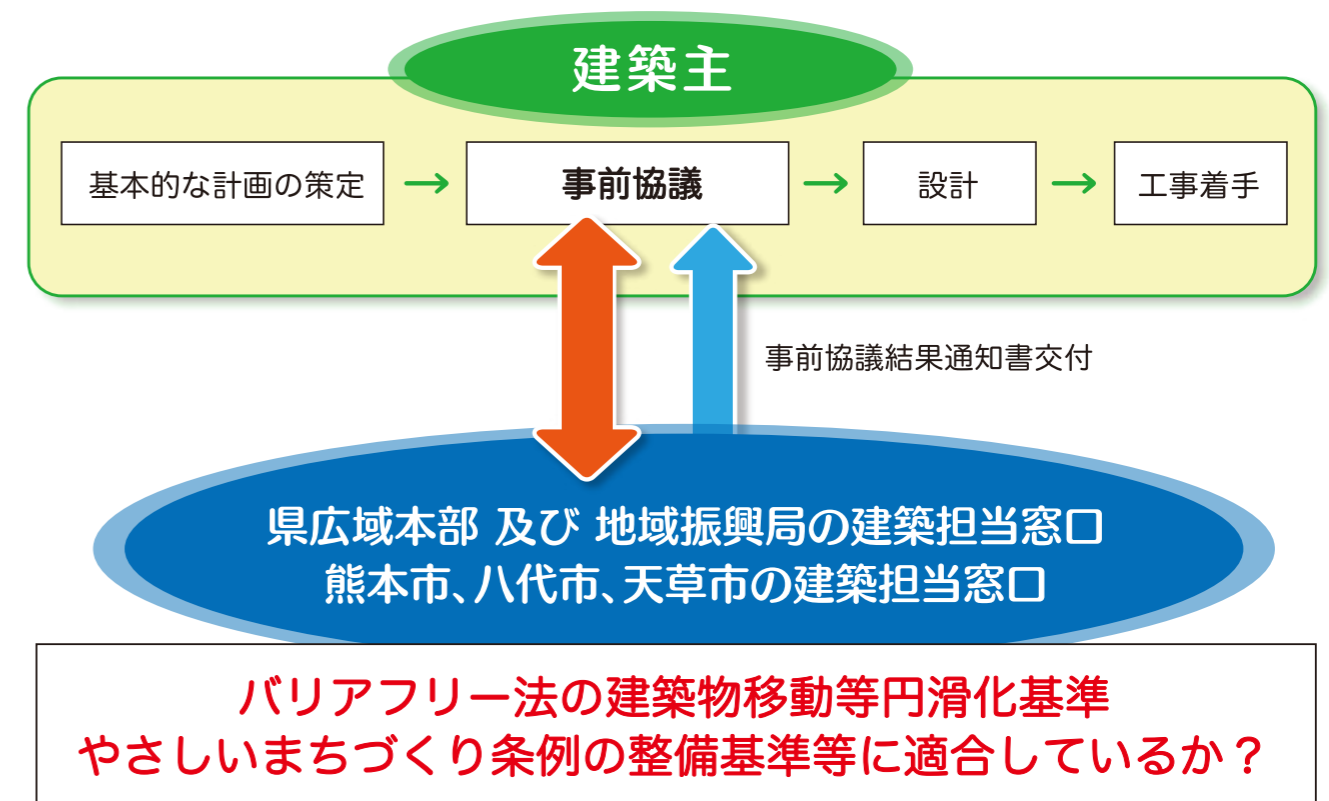 建築主
基本的な計画の策定 → 事前協議 → 設計 → 工事着手
事前協議結果通知書交付
県広域本部 及び 地域振興局の建築担当窓口
熊本市、八代市、天草市の建築担当窓口
バリアフリー法の建築物移動等円滑化基準
やさしいまちづくり条例の整備基準等に適合しているか？